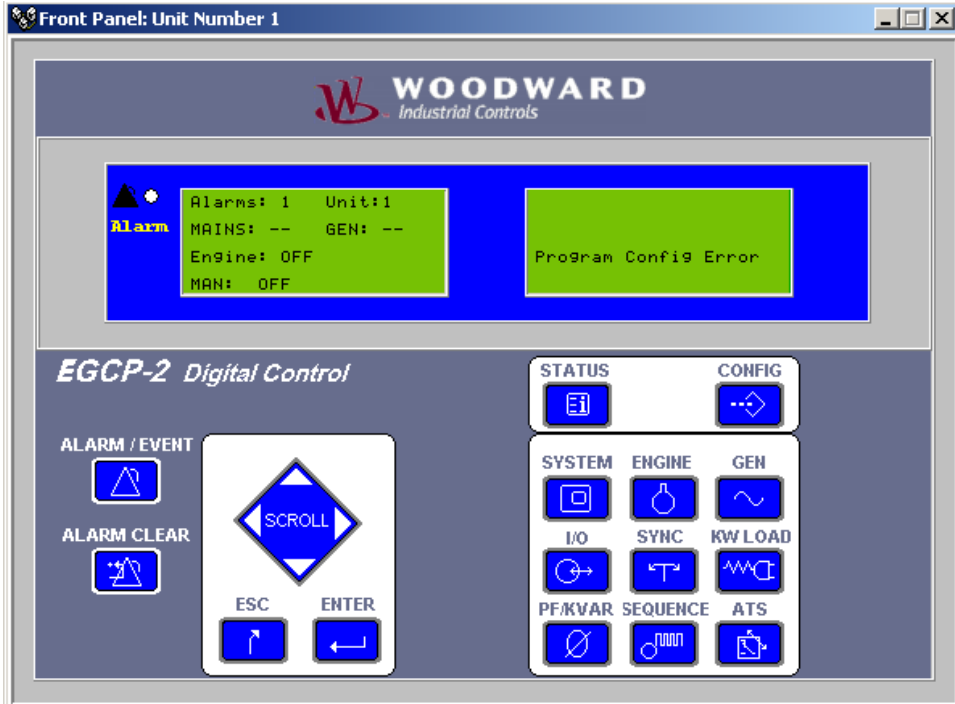 Front Panel: Unit Number 1
WOODWARD
Industrial Controls
Alarm
Alarms: 1 Unit:1
MAINS: -- GEN: --
Engine: OFF
MAN: OFF
Program Config Error
EGCP-2 Digital Control
STATUS
CONFIG
ALARM / EVENT
SCROLL
ALARM CLEAR
ESC
ENTER
SYSTEM
ENGINE
GEN
I/O
SYNC
KW LOAD
PF/KVAR
SEQUENCE
ATS